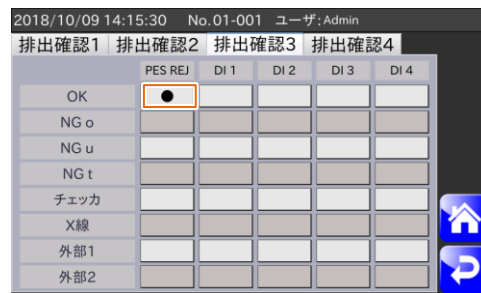 2018/10/09 14:15:30 No.01-001 ユーザ:Admin
排出確認1 排出確認2 排出確認3 排出確認4
PES REJ DI 1 DI 2 DI 3 DI 4
OK ●
NG o
NG u
NG t
チェッカ
X線
外部1
外部2